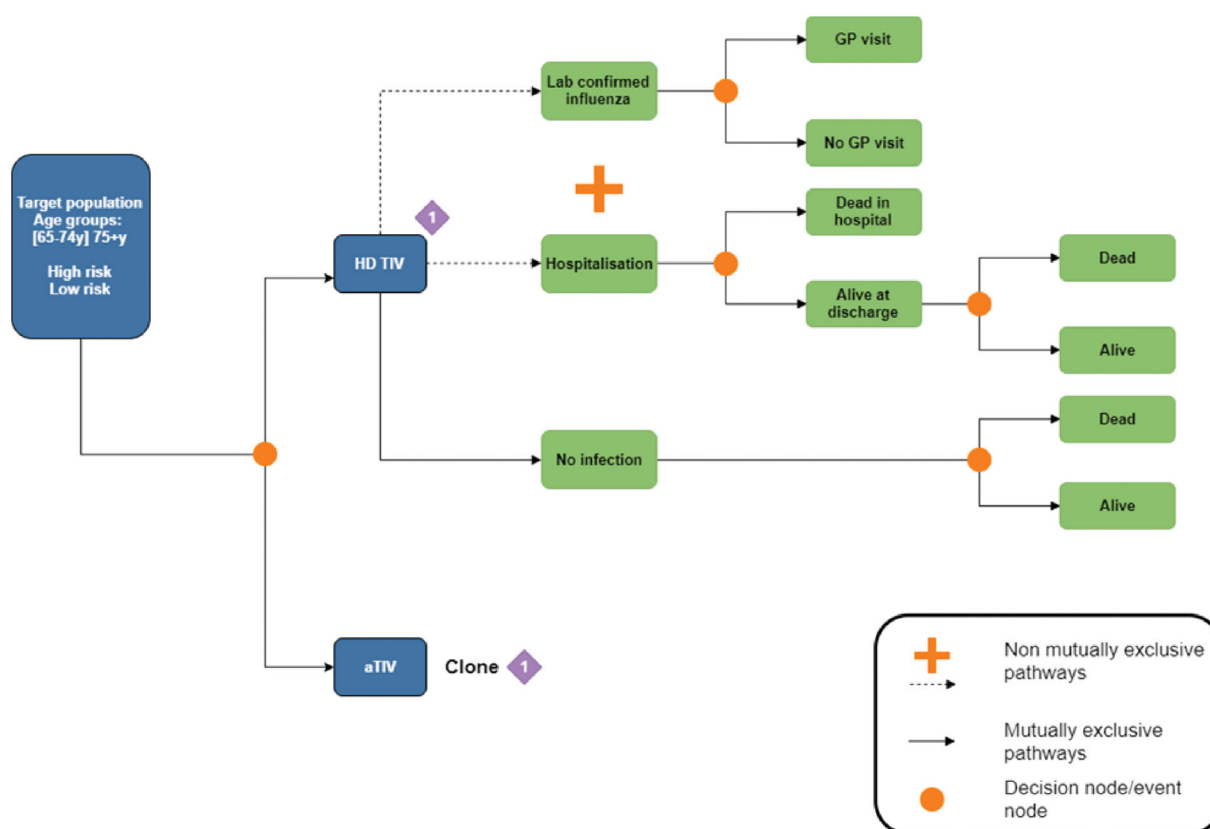 GP visit
Lab confirmed
influenza
No GP visit
Target population
Age groups:
[65-74y] 75+y
High risk
Low risk
Dead in
hospital
1
HD TIV
Hospitalisation
Dead
Alive at
discharge
Alive
Dead
No infection
Alive
aTIV
Clone
1
Non mutually exclusive
pathways
Mutually exclusive
pathways
Decision node/event
node